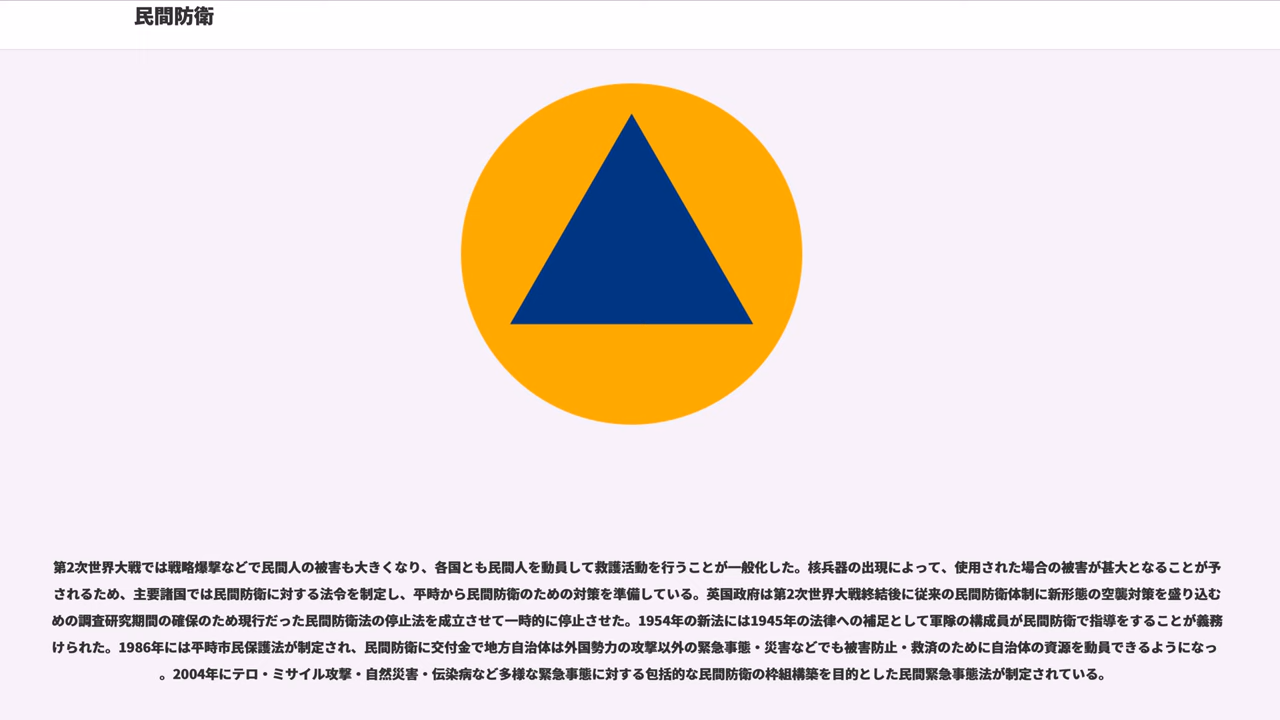 民間防衛
第2次世界大戦では戦略爆撃などで民間人の被害も大きくなり、各国とも民間人を動員して救護活動を行うことが一般化した。核兵器の出現によって、使用された場合の被害が甚大となることが予
されるため、主要諸国では民間防衛に対する法令を制定し、平時から民間防衛のための対策を準備している。英国政府は第2次世界大戦終結後に従来の民間防衛体制に新形態の空襲対策を盛り込む
めの調査研究期間の確保のため現行だった民間防衛法の停止法を成立させて一時的に停止させた。1954年の新法には1945年の法律への補足として軍隊の構成員が民間防衛で指導をすることが義務
けられた。1986年には平時市民保護法が制定され、民間防衛に交付金で地方自治体は外国勢力の攻撃以外の緊急事態・災害などでも被害防止・救済のために自治体の資源を動員できるようになっ
。2004年にテロ・ミサイル攻撃・自然災害・伝染病など多様な緊急事態に対する包括的な民間防衛の枠組構築を目的とした民間緊急事態法が制定されている。